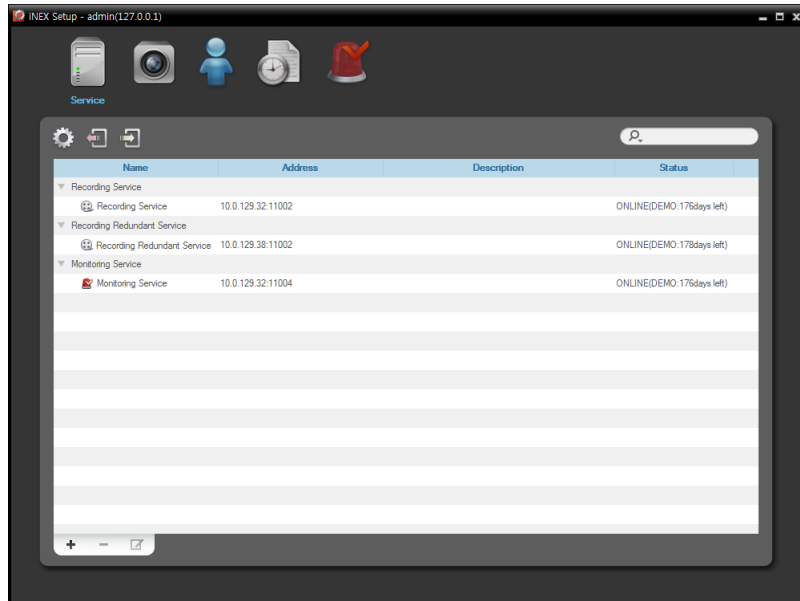 iNEX Setup - admin(127.0.0.1)
Service
Name Address Description Status
Recording Service
Recording Service 10.0.129.32:11002 ONLINE(DEMO:176days left)
Recording Redundant Service
Recording Redundant Service 10.0.129.38:11002 ONLINE(DEMO:178days left)
Monitoring Service
Monitoring Service 10.0.129.32:11004 ONLINE(DEMO:176days left)